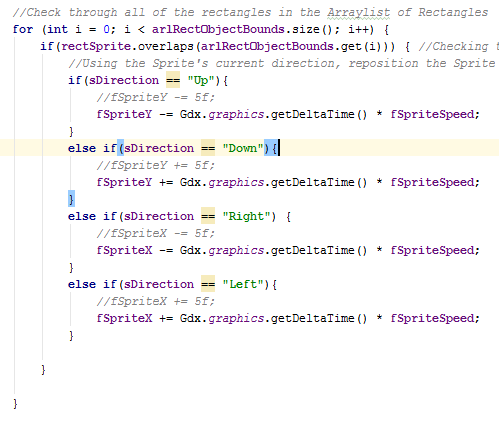 //Check through all of the rectangles in the Arraylist of Rectangles
for (int i = 0; i < arlRectObjectBounds.size(); i++) {
if(rectSprite.overlaps(arlRectObjectBounds.get(i))) { //Checking
//Using the Sprite's current direction, reposition the Sprite
if(sDirection == "Up"){
//fSpriteY -= 5f;
fSpriteY -= Gdx.graphics.getDeltaTime() * fSpriteSpeed;
}
else if(sDirection == "Down"){
//fSpriteY += 5f;
fSpriteY += Gdx.graphics.getDeltaTime() * fSpriteSpeed;
}
else if(sDirection == "Right") {
//fSpriteX -= 5f;
fSpriteX -= Gdx.graphics.getDeltaTime() * fSpriteSpeed;
}
else if(sDirection == "Left"){
//fSpriteX += 5f;
fSpriteX += Gdx.graphics.getDeltaTime() * fSpriteSpeed;
}
}
}